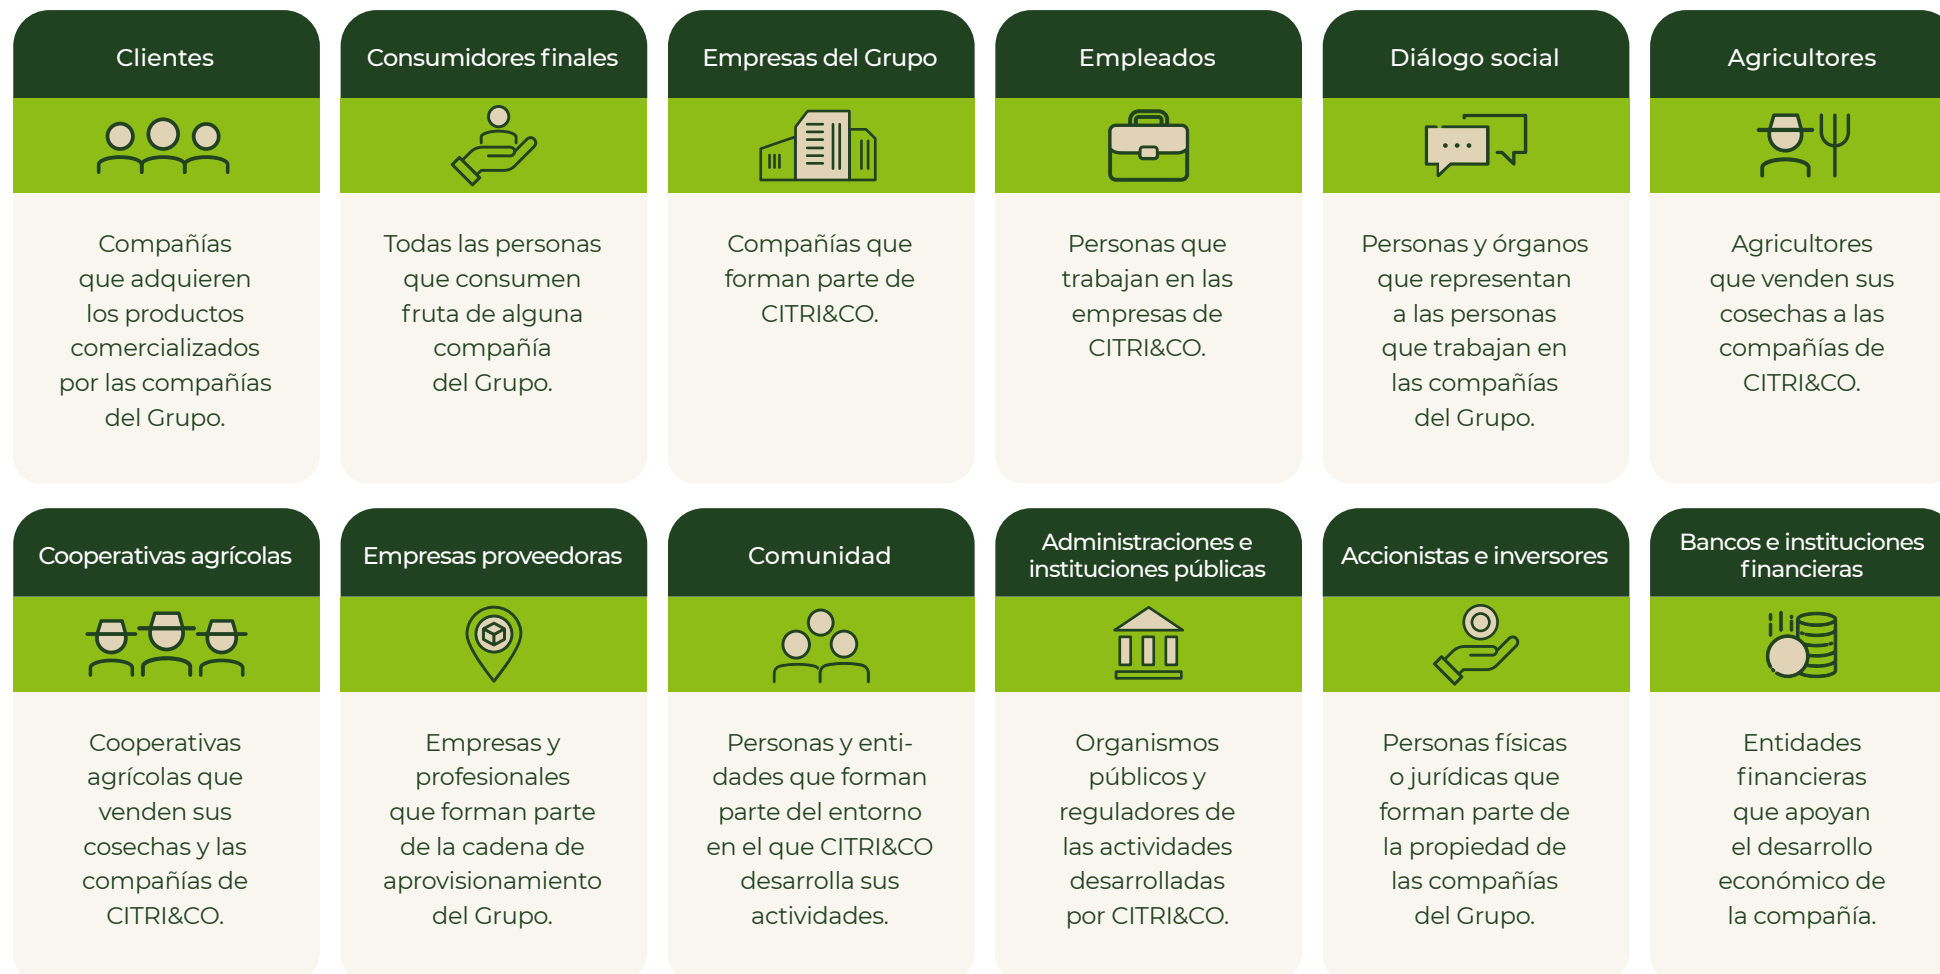 Clientes
Compañías
que adquieren
los productos
comercializados
por las compañías
del Grupo.
Consumidores finales
Todas las personas
que consumen
fruta de alguna
compañía
del Grupo.
Empresas del Grupo
Compañías que
forman parte de
CITRI&CO.
Empleados
Personas que
trabajan en las
empresas de
CITRI&CO.
Diálogo social
Personas y órganos
que representan
a las personas
que trabajan en
las compañías
del Grupo.
Agricultores
Agricultores
que venden sus
cosechas a las
compañías de
CITRI&CO.
Cooperativas agrícolas
Cooperativas
agrícolas que
venden sus
cosechas y las
compañías de
CITRI&CO.
Empresas proveedoras
Empresas y
profesionales
que forman parte
de la cadena de
aprovisionamiento
del Grupo.
Comunidad
Personas y enti-
dades que forman
parte del entorno
en el que CITRI&CO
desarrolla sus
actividades.
Administraciones e
instituciones públicas
Organismos
públicos y
reguladores de
las actividades
desarrolladas
por CITRI&CO.
Accionistas e inversores
Personas físicas
o jurídicas que
forman parte de
la propiedad de
las compañías
del Grupo.
Bancos e instituciones
financieras
Entidades
financieras
que apoyan
el desarrollo
económico de
la compañía.